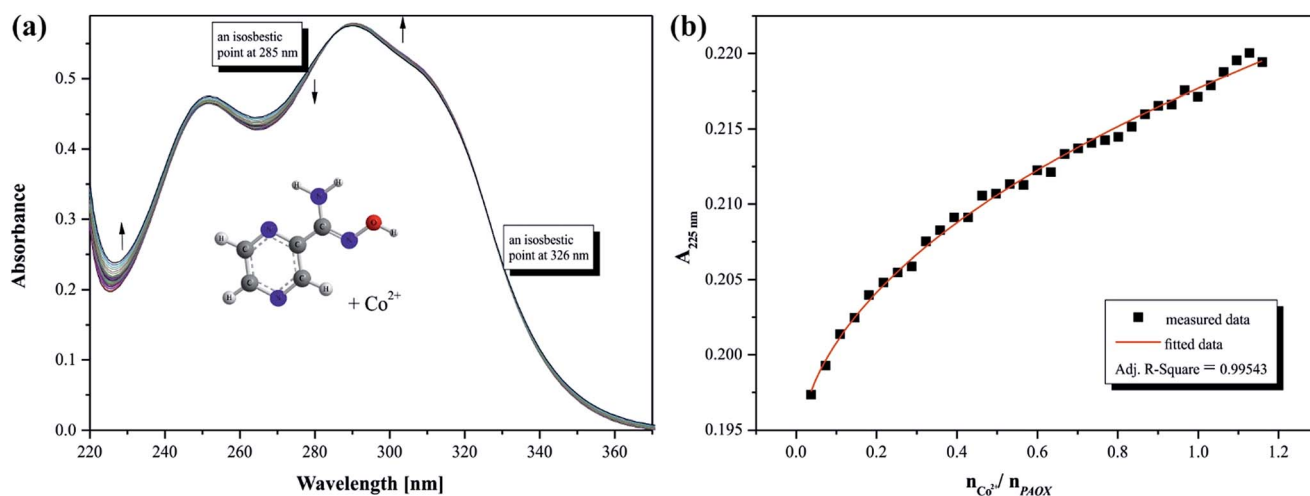 (a)
an isosbestic
point at 285 nm
an isosbestic
point at 326 nm
+ Co²⁺
H
H
N
C
N
O
H
N
C
C
H
C
C
H
N
H
Absorbance
0.5
0.4
0.3
0.2
0.1
0.0
220
240
260
280
300
320
340
360
Wavelength [nm]
(b)
A225 nm
0.220
0.215
0.210
0.205
0.200
0.195
measured data
fitted data
Adj. R-Square = 0.99543
0.0
0.2
0.4
0.6
0.8
1.0
1.2
nCo²⁺/ nPAOX